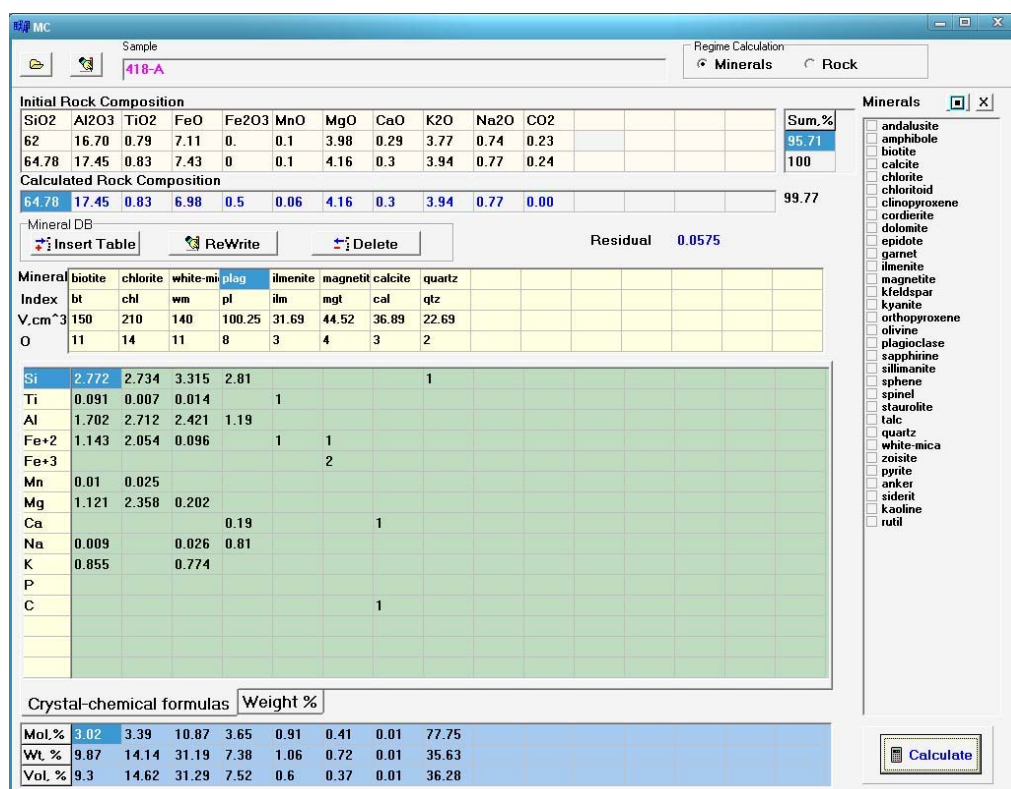 MC
Sample
418-A
Regime Calculation
Minerals Rock
Initial Rock Composition
SiO2 Al2O3 TiO2 FeO Fe2O3 MnO MgO CaO K2O Na2O CO2 Sum,%
62 16.70 0.79 7.11 0. 0.1 3.98 0.29 3.77 0.74 0.23 95.71
64.78 17.45 0.83 7.43 0 0.1 4.16 0.3 3.94 0.77 0.24 100
Calculated Rock Composition
64.78 17.45 0.83 6.98 0.5 0.06 4.16 0.3 3.94 0.77 0.00 99.77
Mineral DB
Insert Table ReWrite Delete
Residual 0.0575
Mineral biotite chlorite white-mi plag ilmenite magnetit calcite quartz
Index bt chl wm pl ilm mgt cal qtz
V,cm^3 150 210 140 100.25 31.69 44.52 36.89 22.69
O 11 14 11 8 3 4 3 2
Si 2.772 2.734 3.315 2.81 1
Ti 0.091 0.007 0.014 1
Al 1.702 2.712 2.421 1.19
Fe+2 1.143 2.054 0.096 1 1
Fe+3 2
Mn 0.01 0.025
Mg 1.121 2.358 0.202
Ca 0.19 1
Na 0.009 0.026 0.81
K 0.855 0.774
P
C 1
Crystal-chemical formulas Weight %
Mol,% 3.02 3.39 10.87 3.65 0.91 0.41 0.01 77.75
Wt, % 9.87 14.14 31.19 7.38 1.06 0.72 0.01 35.63
Vol, % 9.3 14.62 31.29 7.52 0.6 0.37 0.01 36.28
Minerals
andalusite
amphibole
biotite
calcite
chlorite
chloritoid
clinopyroxene
cordierite
dolomite
epidote
garnet
ilmenite
magnetite
kfeldspar
kyanite
orthopyroxene
olivine
plagioclase
sapphirine
sillimanite
sphene
spinel
staurolite
talc
quartz
white-mica
zoisite
pyrite
anker
siderit
kaoline
rutil
Calculate